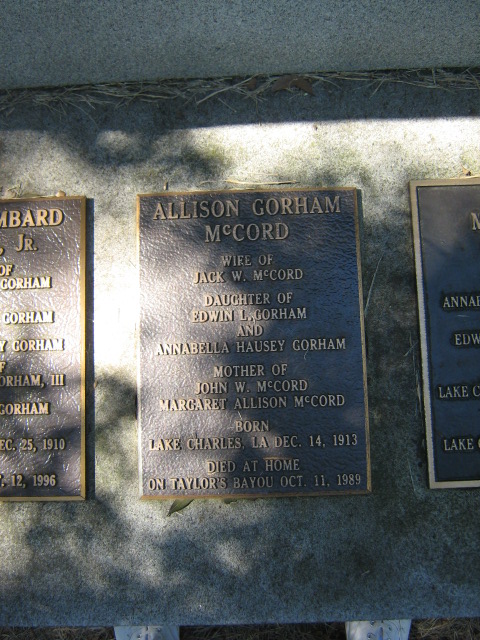 MBARD
, JR.
OF
GORHAM
GORHAM
Y GORHAM
F
ORHAM, III
GORHAM
EC. 25, 1910
. 12, 1996
ALLISON GORHAM
McCORD
WIFE OF
JACK W. McCORD
DAUGHTER OF
EDWIN L. GORHAM
AND
ANNABELLA HAUSEY GORHAM
MOTHER OF
JOHN W. McCORD
MARGARET ALLISON McCORD
BORN
LAKE CHARLES, LA DEC. 14, 1913
DIED AT HOME
ON TAYLOR'S BAYOU OCT. 11, 1989
M
ANNAB
EDW
LAKE C
LAKE C